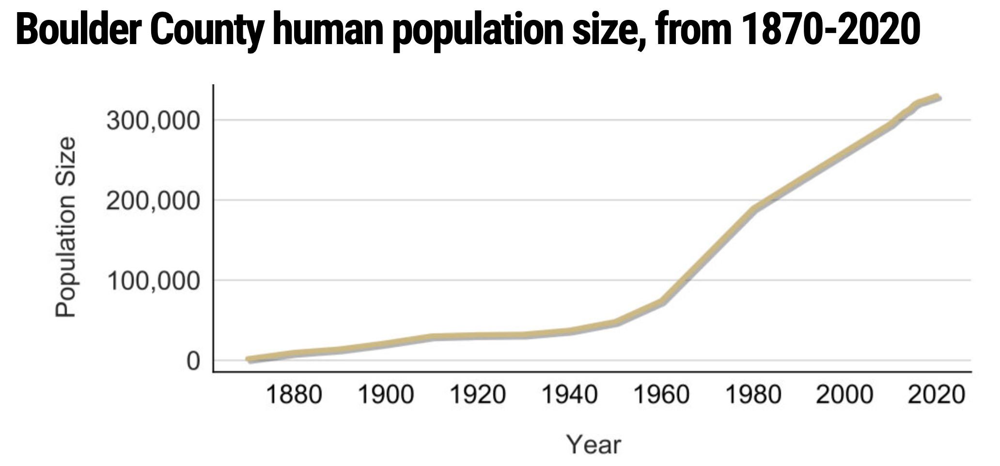 Boulder County human population size, from 1870-2020
300,000
200,000
100,000
0
Population Size
1880 1900 1920 1940 1960 1980 2000 2020
Year